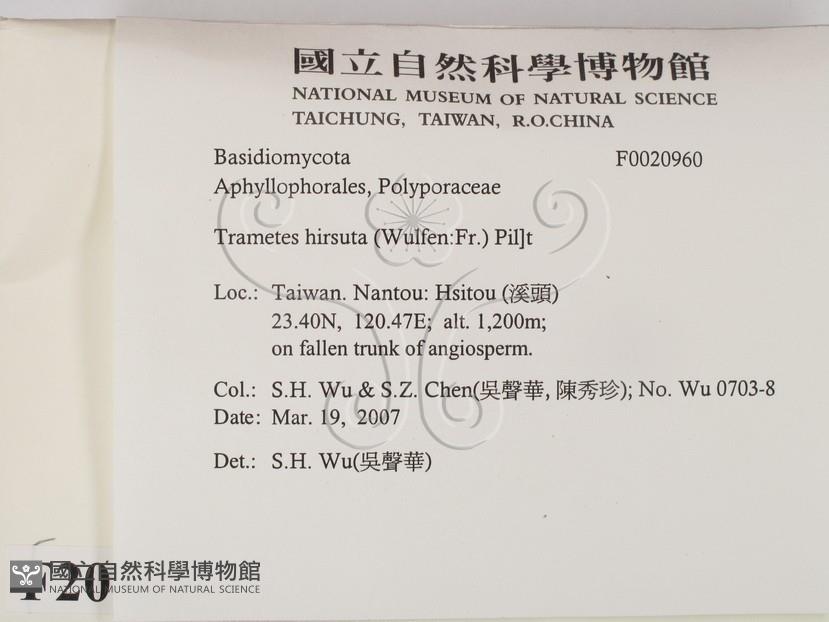 國立自然科學博物館
NATIONAL MUSEUM OF NATURAL SCIENCE
TAICHUNG, TAIWAN, R.O.CHINA
Basidiomycota F0020960
Aphyllophorales, Polyporaceae
Trametes hirsuta (Wulfen:Fr.) Pil]t
Loc.: Taiwan. Nantou: Hsitou (溪頭)
23.40N, 120.47E; alt. 1,200m;
on fallen trunk of angiosperm.
Col.: S.H. Wu & S.Z. Chen(吳聲華, 陳秀珍); No. Wu 0703-8
Date: Mar. 19, 2007
Det.: S.H. Wu(吳聲華)
F20
國立自然科學博物館
NATIONAL MUSEUM OF NATURAL SCIENCE